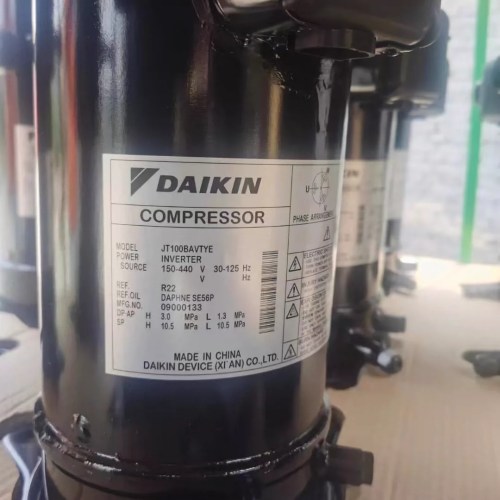 DAIKIN
COMPRESSOR
PHASE ARRANGEMENT
U
MODEL JT100BAVTYE
POWER INVERTER
SOURCE 150-440 V 30-125 Hz
V Hz
REF. R22
REF.OIL DAPHNE SE56P
MFG.NO. 09000133
DP-AP H 3.0 MPa L 1.3 MPa
SP H 10.5 MPa L 10.5 MPa
MADE IN CHINA
DAIKIN DEVICE (XI'AN) CO.,LTD.